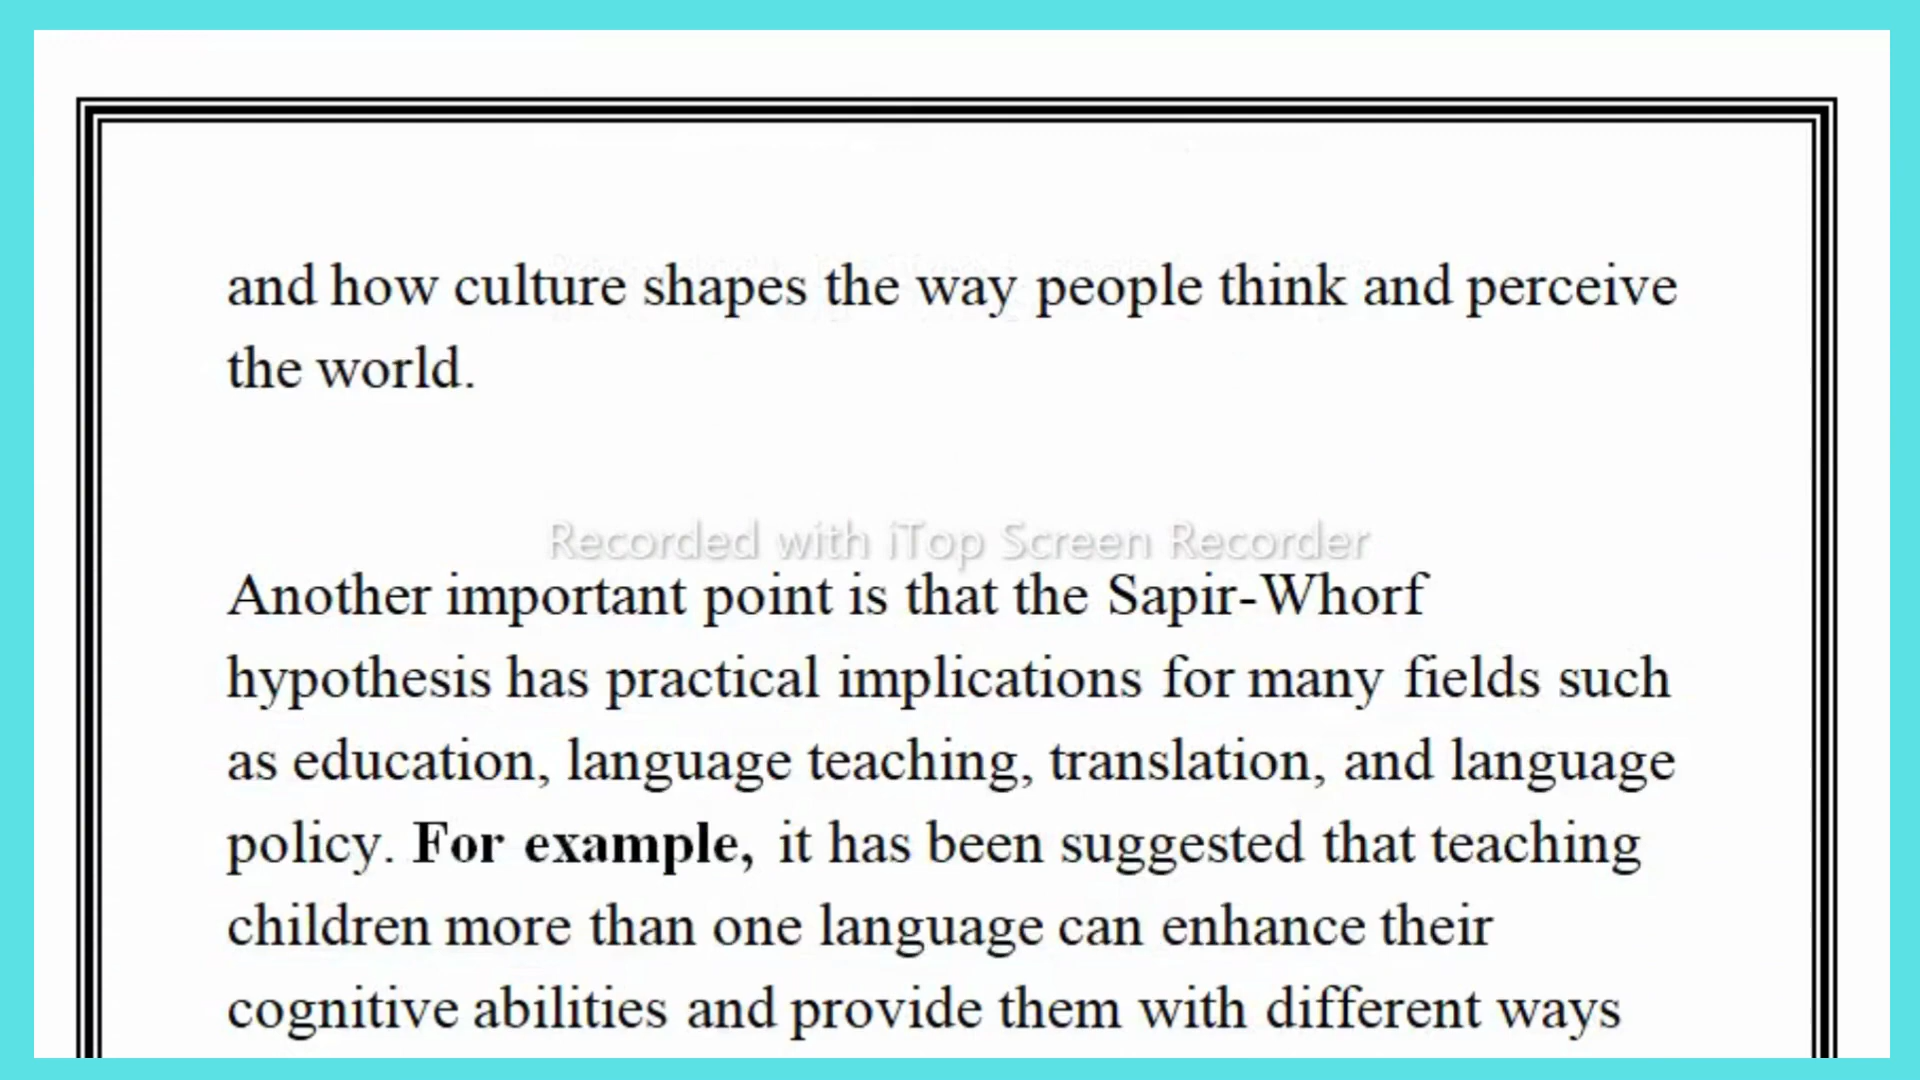 and how culture shapes the way people think and perceive
the world.
Recorded with iTop Screen Recorder
Another important point is that the Sapir-Whorf
hypothesis has practical implications for many fields such
as education, language teaching, translation, and language
policy. For example, it has been suggested that teaching
children more than one language can enhance their
cognitive abilities and provide them with different ways